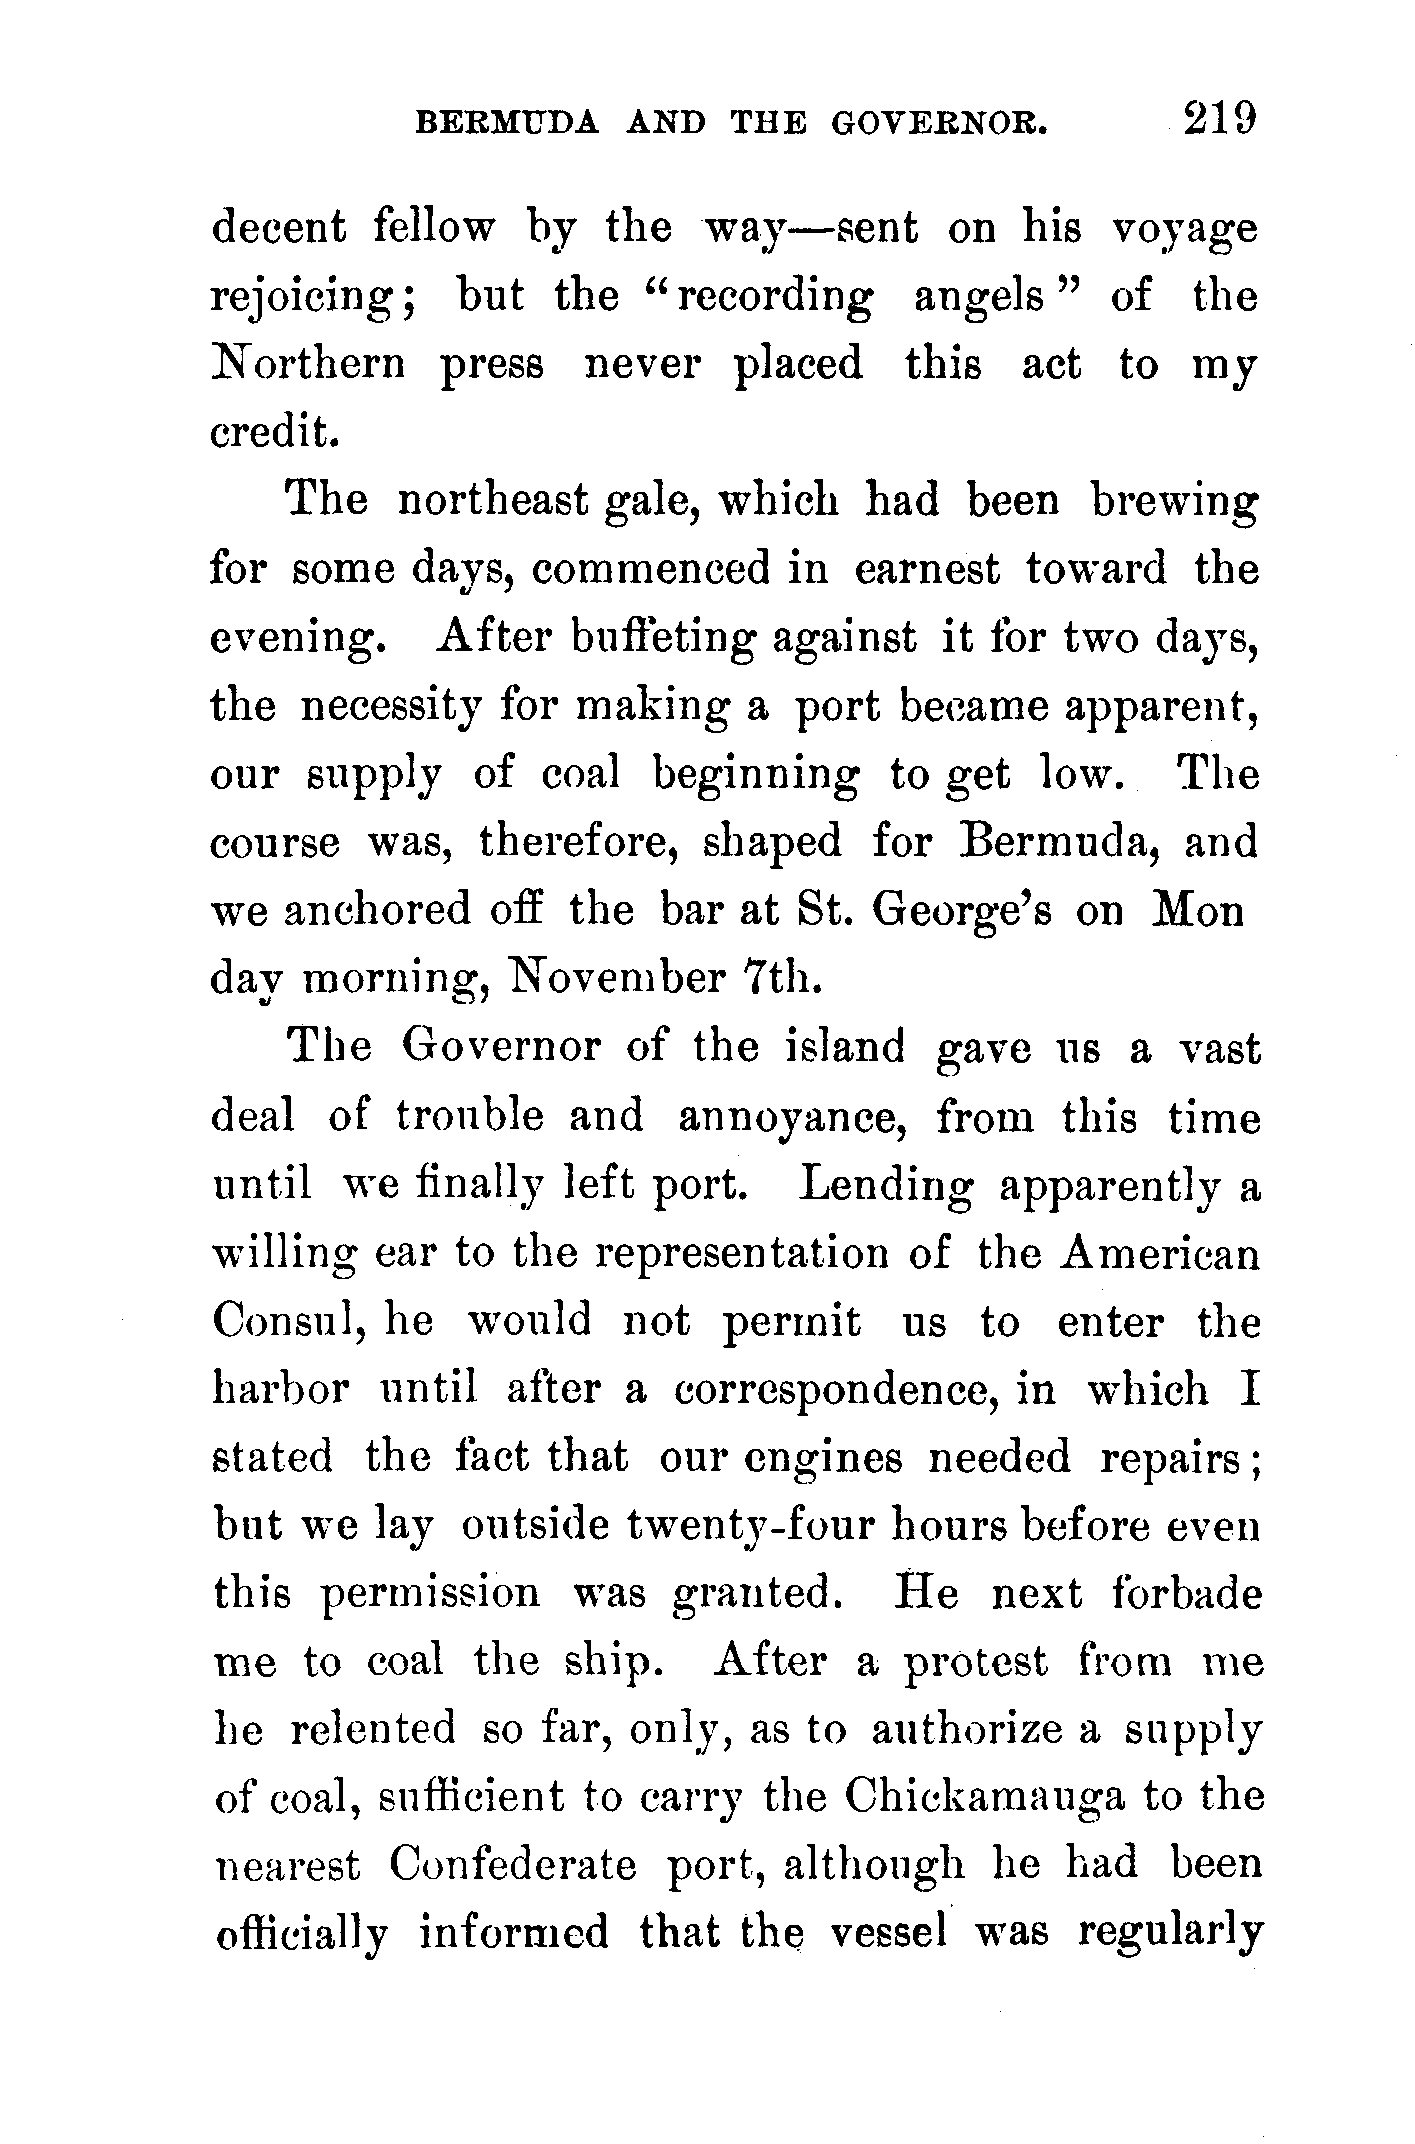 BERMUDA AND THE GOVERNOR. 219
decent fellow by the way—sent on his voyage
rejoicing; but the "recording angels" of the
Northern press never placed this act to my
credit.
The northeast gale, which had been brewing
for some days, commenced in earnest toward the
evening. After buffeting against it for two days,
the necessity for making a port became apparent,
our supply of coal beginning to get low. The
course was, therefore, shaped for Bermuda, and
we anchored off the bar at St. George's on Mon
day morning, November 7th.
The Governor of the island gave us a vast
deal of trouble and annoyance, from this time
until we finally left port. Lending apparently a
willing ear to the representation of the American
Consul, he would not permit us to enter the
harbor until after a correspondence, in which I
stated the fact that our engines needed repairs;
but we lay outside twenty-four hours before even
this permission was granted. He next forbade
me to coal the ship. After a protest from me
he relented so far, only, as to authorize a supply
of coal, sufficient to carry the Chickamauga to the
nearest Confederate port, although he had been
officially informed that the vessel was regularly